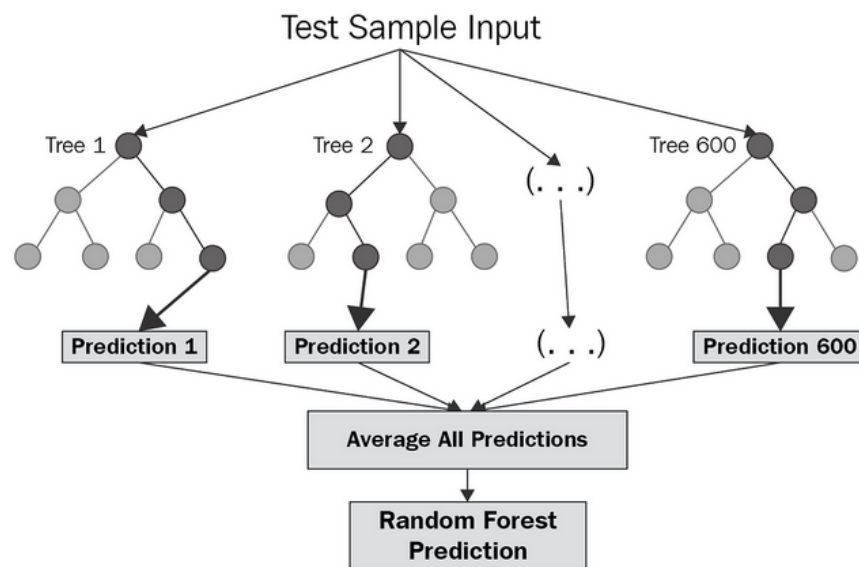 Test Sample Input
Tree 1
Tree 2
Tree 600
(. . .)
Prediction 1
Prediction 2
(. . .)
Prediction 600
Average All Predictions
Random Forest
Prediction